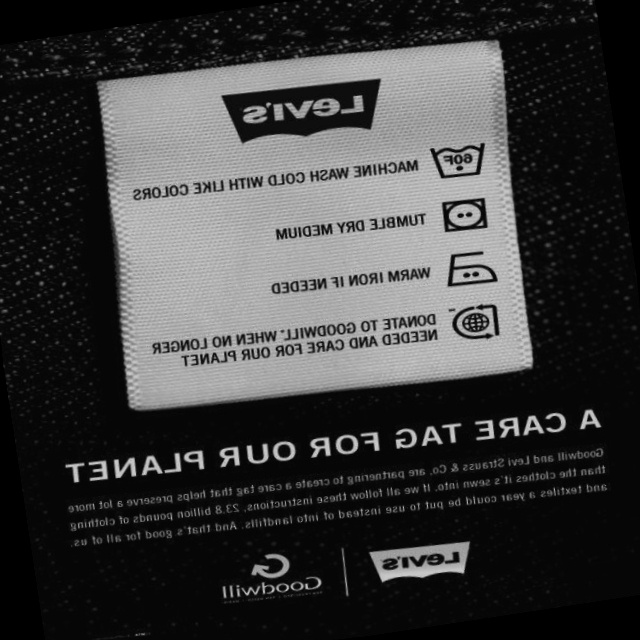 LEVI'S
60F
MACHINE WASH COLD WITH LIKE COLORS
TUMBLE DRY MEDIUM
WARM IRON IF NEEDED
DONATE TO GOODWILL™ WHEN NO LONGER
NEEDED AND CARE FOR OUR PLANET
A CARE TAG FOR OUR PLANET
Goodwill and Levi Strauss & Co. are partnering to create a care tag that helps preserve a lot more
than the clothes it's sewn into. If we all follow these instructions, 23.8 billion pounds of clothing
and textiles a year could be put to use instead of into landfills. And that's good for all of us.
LEVI'S
Goodwill